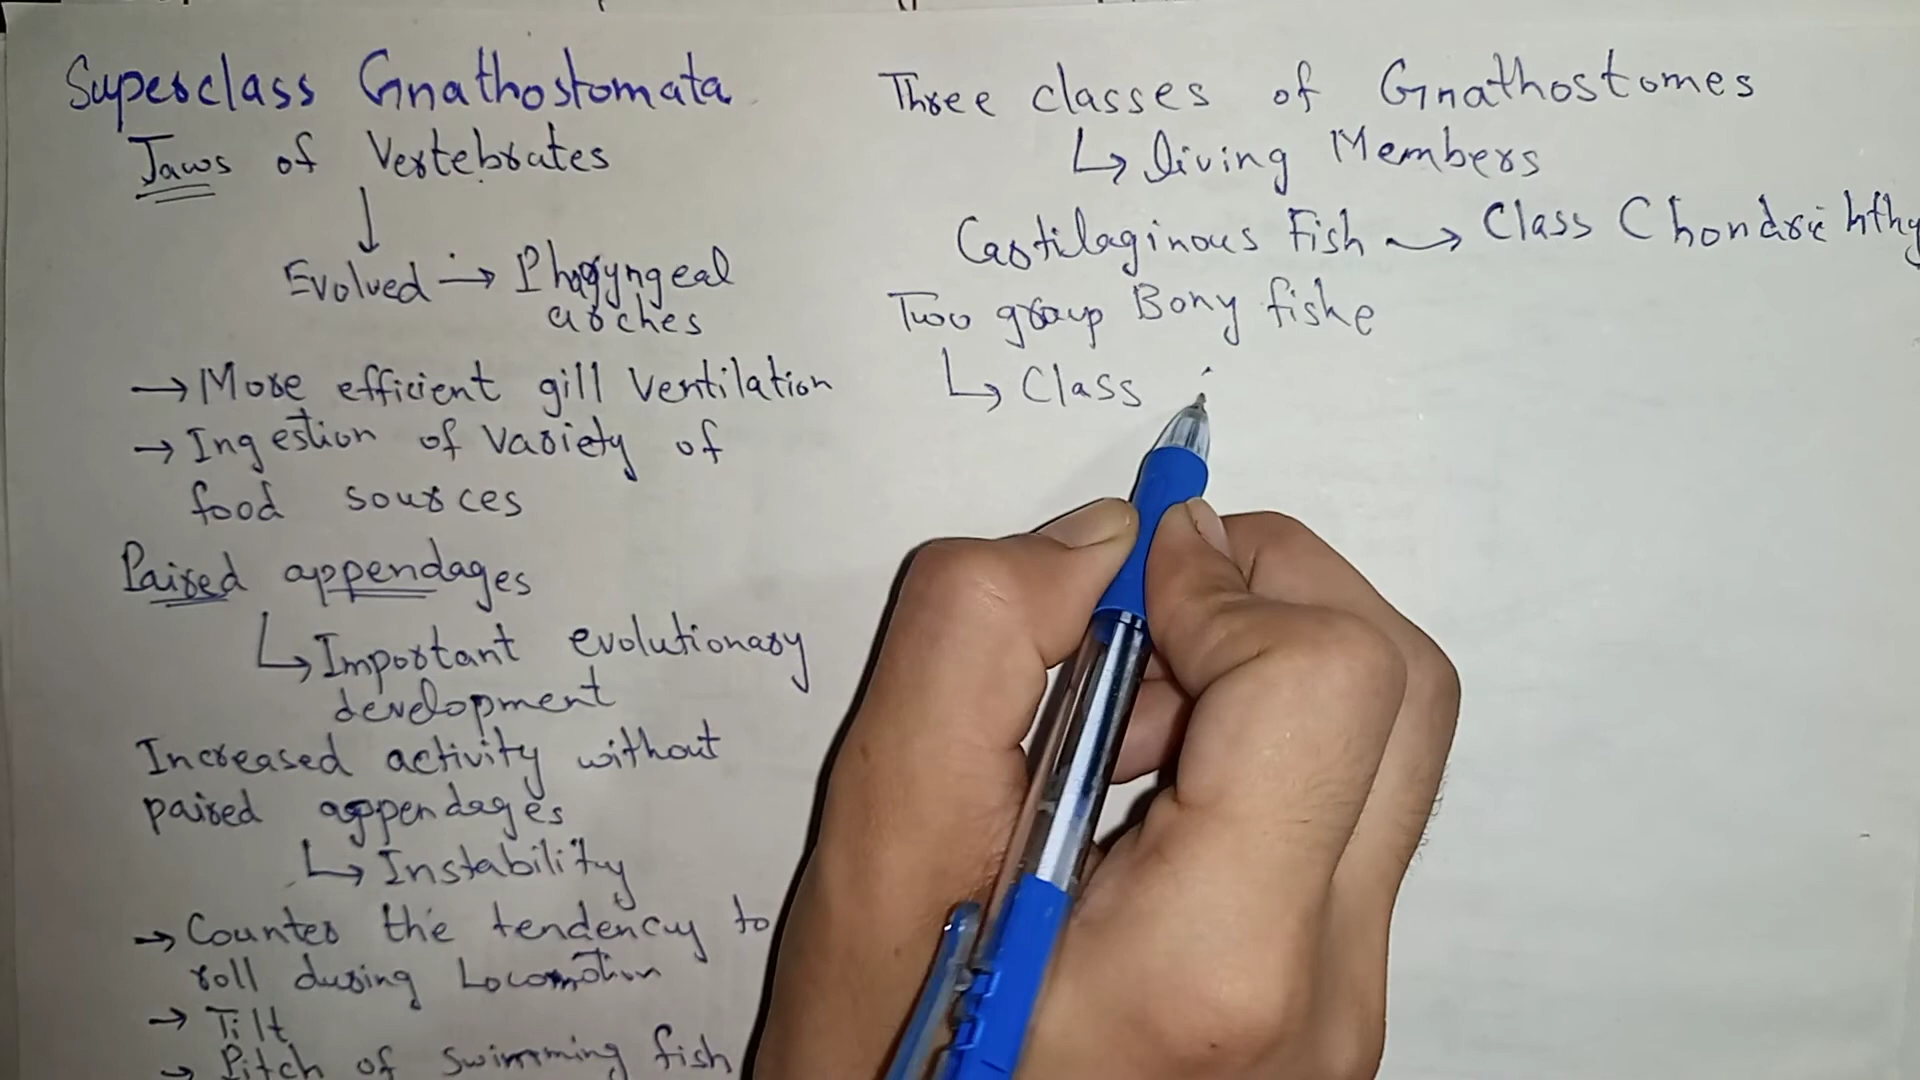 Superclass Gnathostomata
Jaws of Vertebrates
Evolved → Pharyngeal
arches
→ More efficient gill ventilation
→ Ingestion of variety of
food sources
Paired appendages
↳ Important evolutionary
development
Increased activity without
paired appendages
↳ Instability
→ Counter the tendency to
roll during Locomotion
→ Tilt
→ Pitch of swimming fish
Three classes of Gnathostomes
↳ living Members
Cartilaginous Fish → Class Chondrichthy
Two group Bony fishe
↳ Class